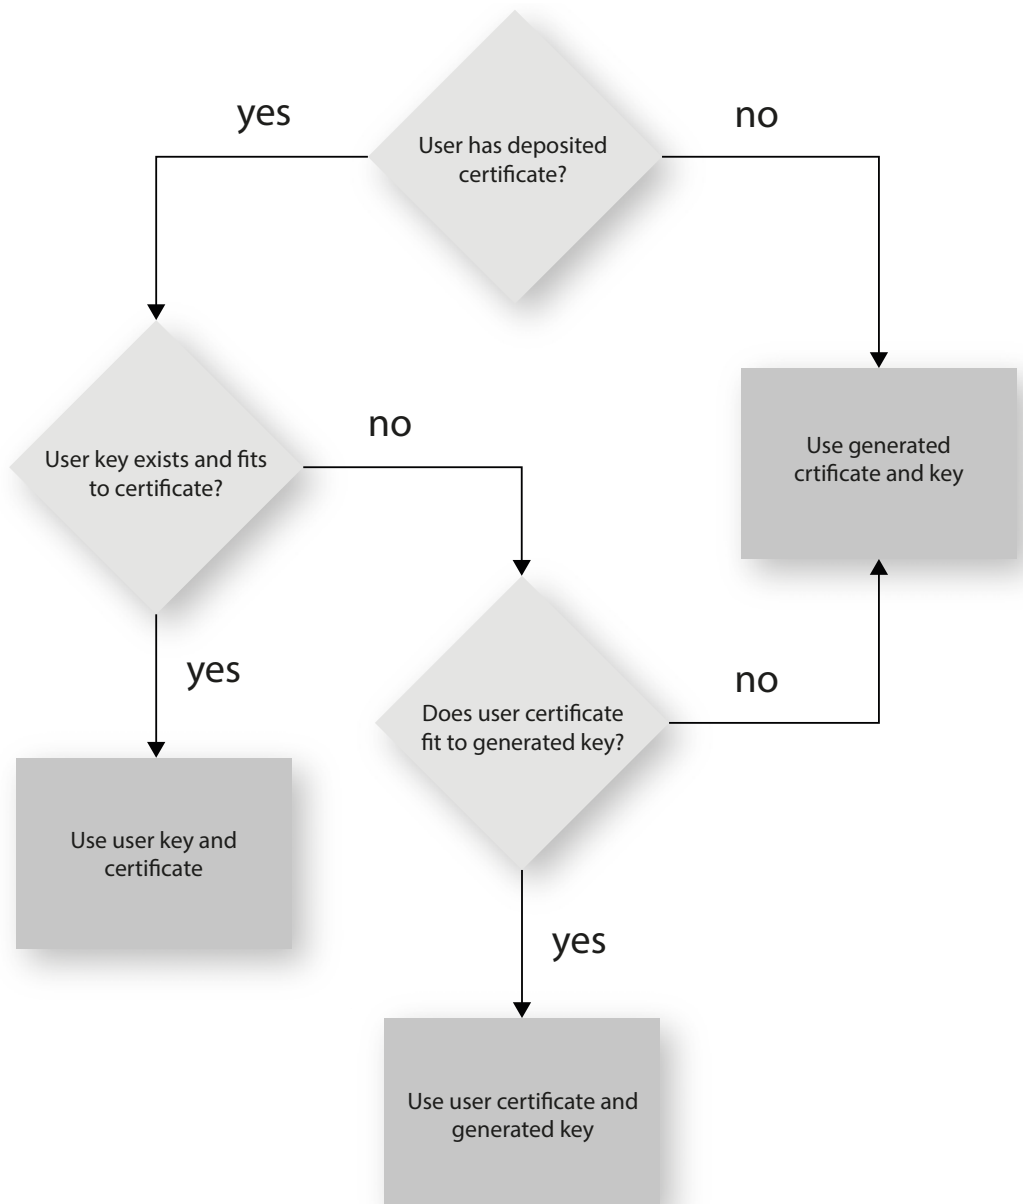 yes
no
User has deposited
certificate?
no
User key exists and fits
to certificate?
Use generated
crtificate and key
yes
no
Does user certificate
fit to generated key?
Use user key and
certificate
yes
Use user certificate and
generated key